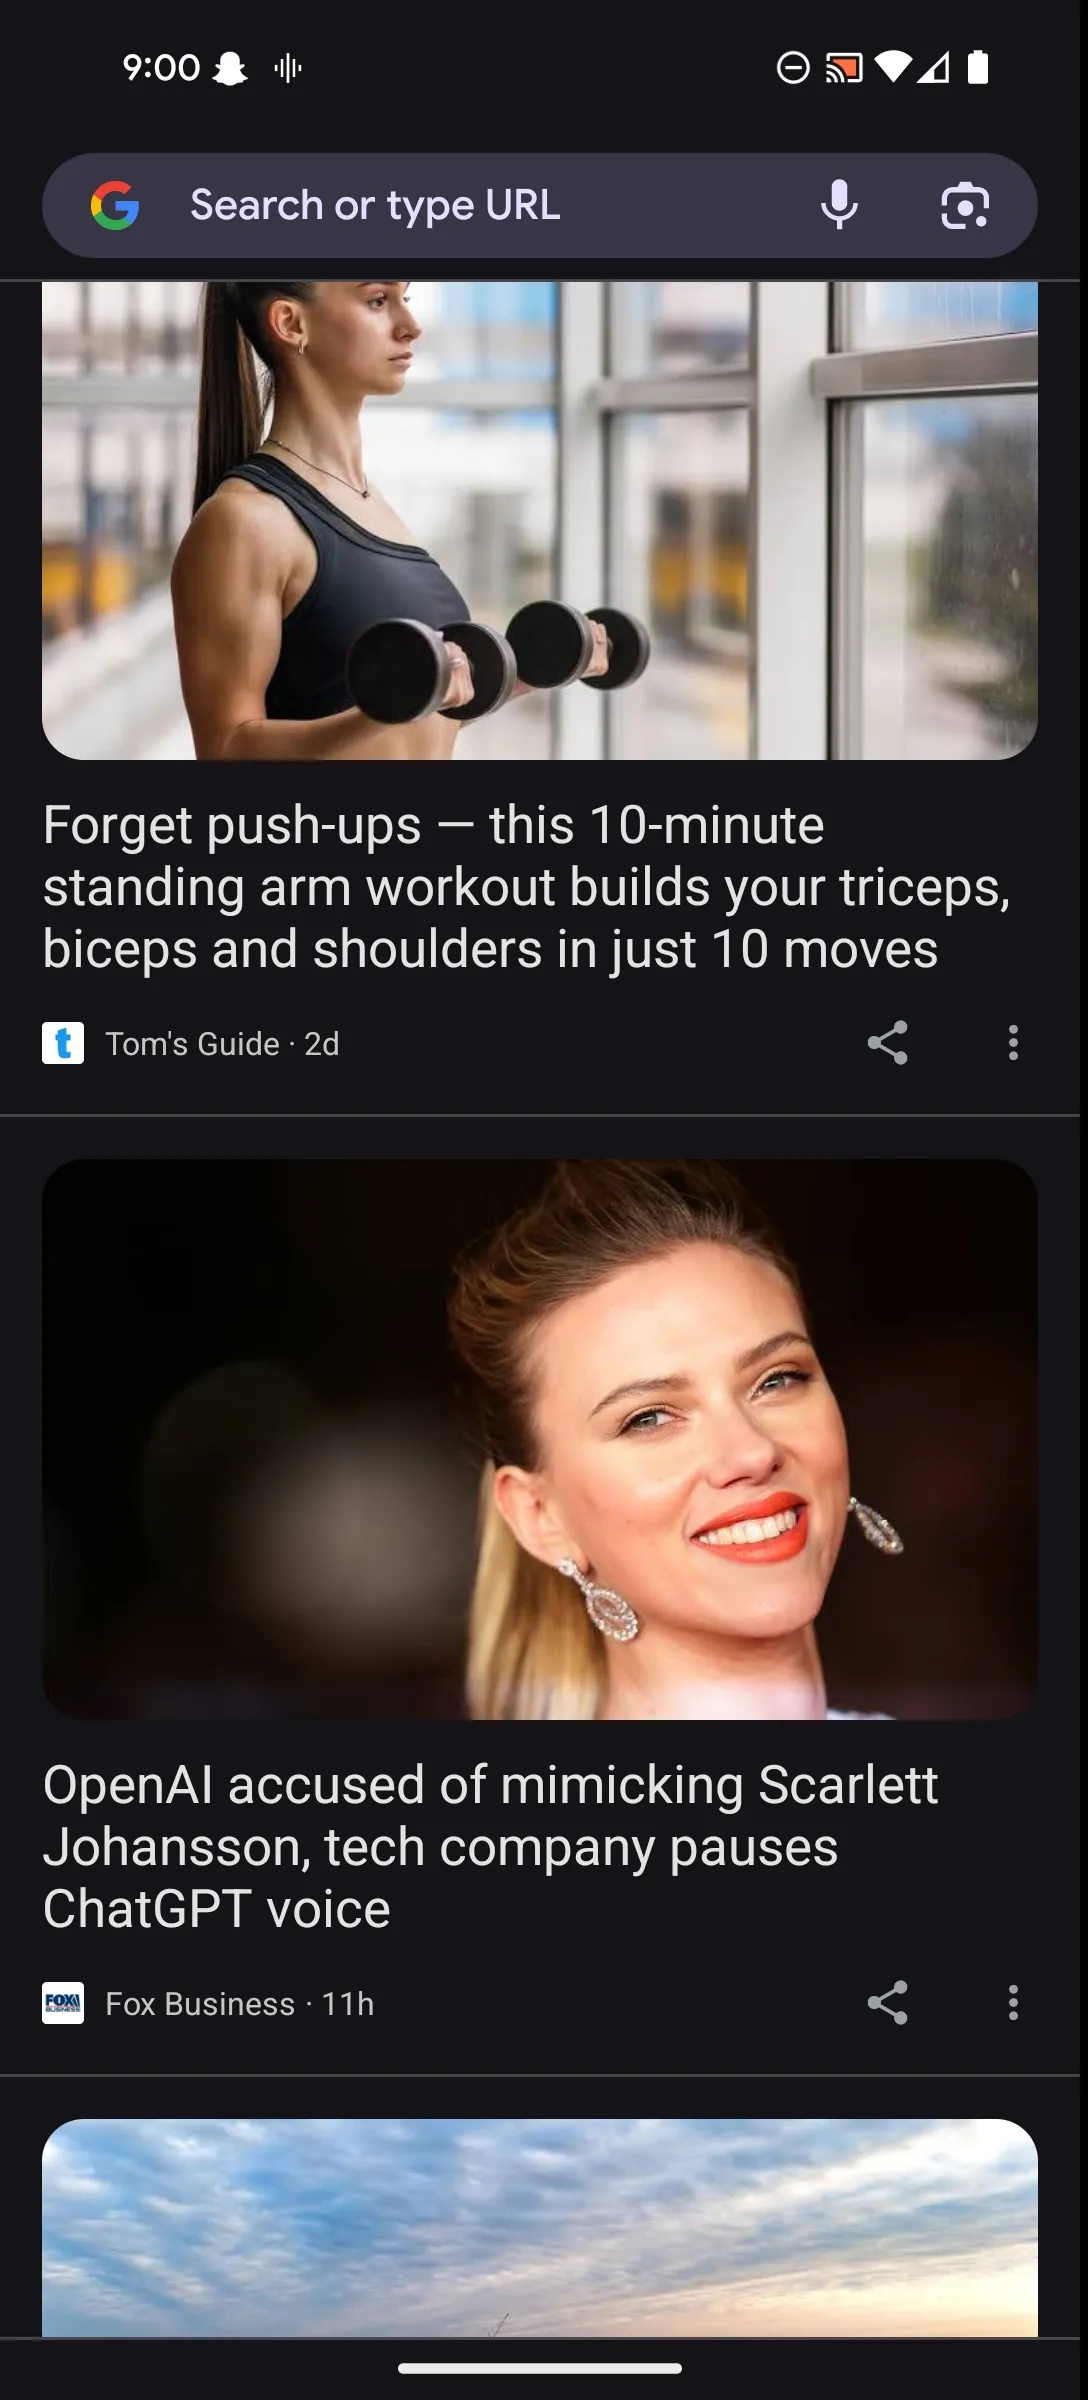 9:00
Search or type URL
Forget push-ups — this 10-minute
standing arm workout builds your triceps,
biceps and shoulders in just 10 moves
t
Tom's Guide · 2d
OpenAI accused of mimicking Scarlett
Johansson, tech company pauses
ChatGPT voice
FOX
BUSINESS
Fox Business · 11h